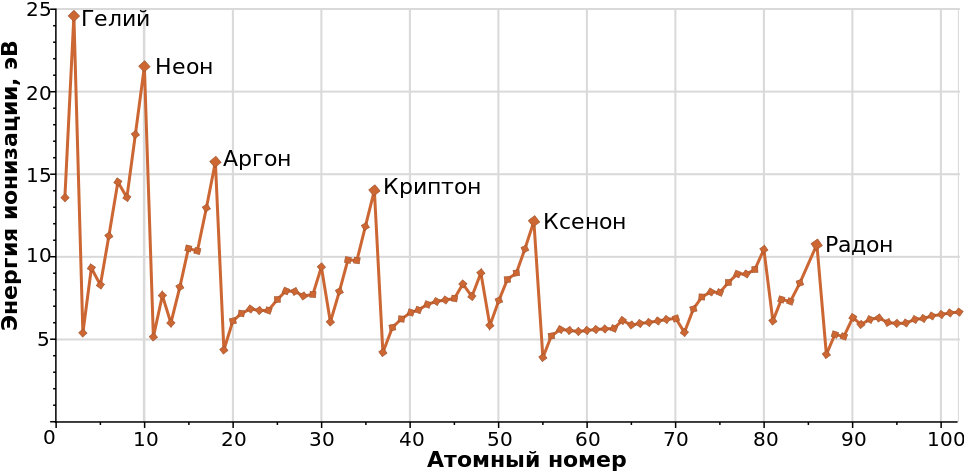 Энергия ионизации, эВ
25
20
15
10
5
0
Гелий
Неон
Аргон
Криптон
Ксенон
Радон
10 20 30 40 50 60 70 80 90 100
Атомный номер